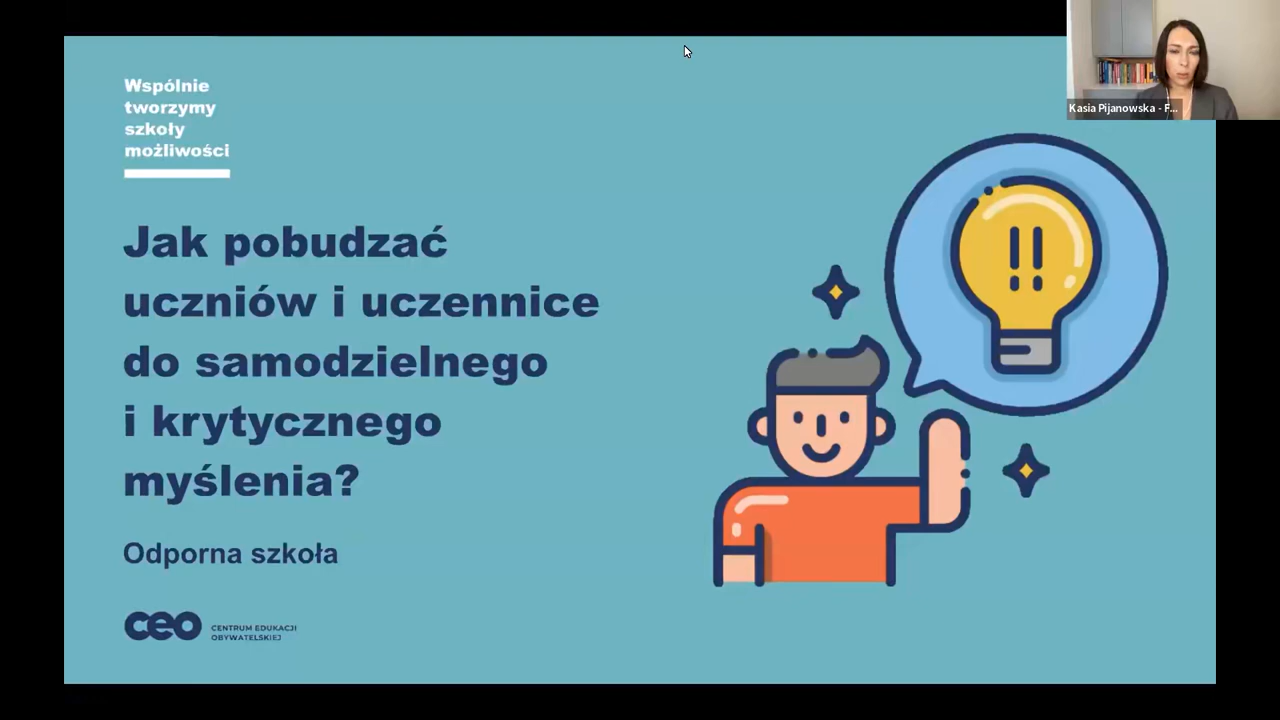 Kasia Pijanowska - F...
Wspólnie
tworzymy
szkoły
możliwości
Jak pobudzać
uczniów i uczennice
do samodzielnego
i krytycznego
myślenia?
Odporna szkoła
ceo CENTRUM EDUKACJI
OBYWATELSKIEJ
!!